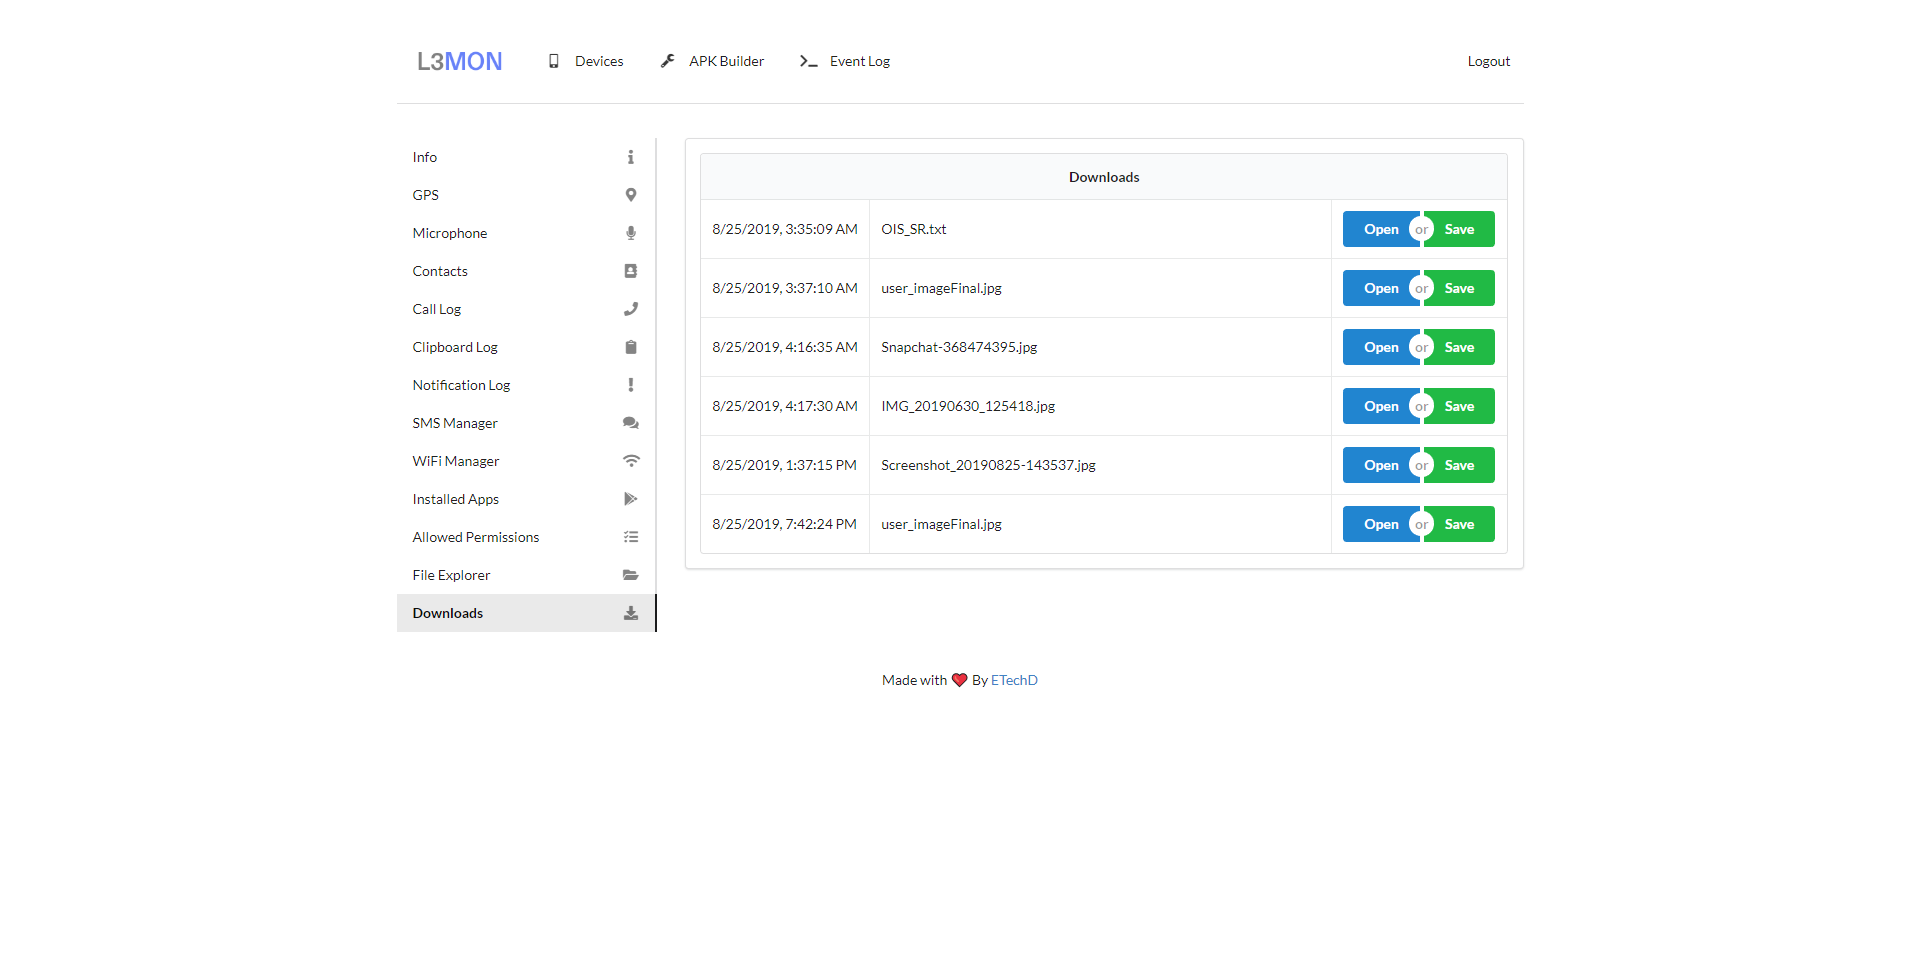 L3MON Devices APK Builder Event Log Logout
Info
GPS
Microphone
Contacts
Call Log
Clipboard Log
Notification Log
SMS Manager
WiFi Manager
Installed Apps
Allowed Permissions
File Explorer
Downloads
Downloads
8/25/2019, 3:35:09 AM OIS_SR.txt Open or Save
8/25/2019, 3:37:10 AM user_imageFinal.jpg Open or Save
8/25/2019, 4:16:35 AM Snapchat-368474395.jpg Open or Save
8/25/2019, 4:17:30 AM IMG_20190630_125418.jpg Open or Save
8/25/2019, 1:37:15 PM Screenshot_20190825-143537.jpg Open or Save
8/25/2019, 7:42:24 PM user_imageFinal.jpg Open or Save
Made with ❤ By ETechD